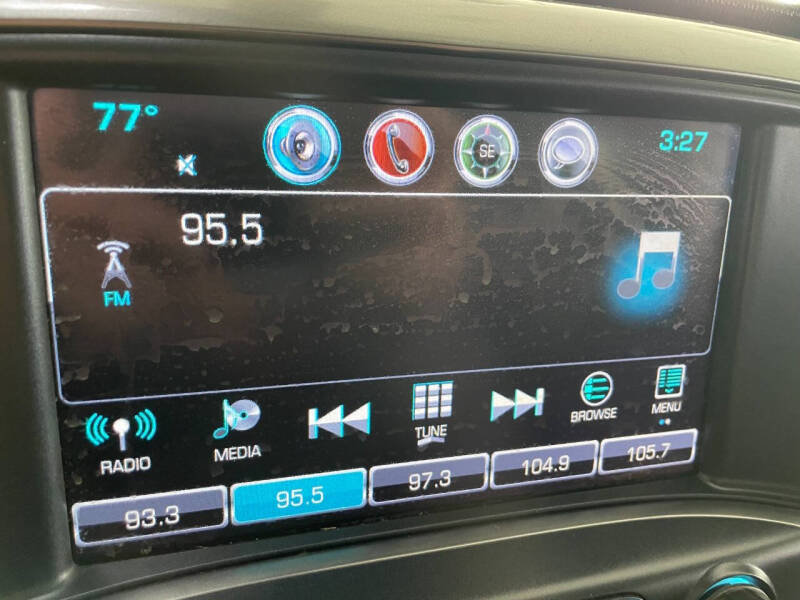 77°
SE
3:27
95.5
FM
RADIO
MEDIA
TUNE
BROWSE
MENU
93.3
95.5
97.3
104.9
105.7